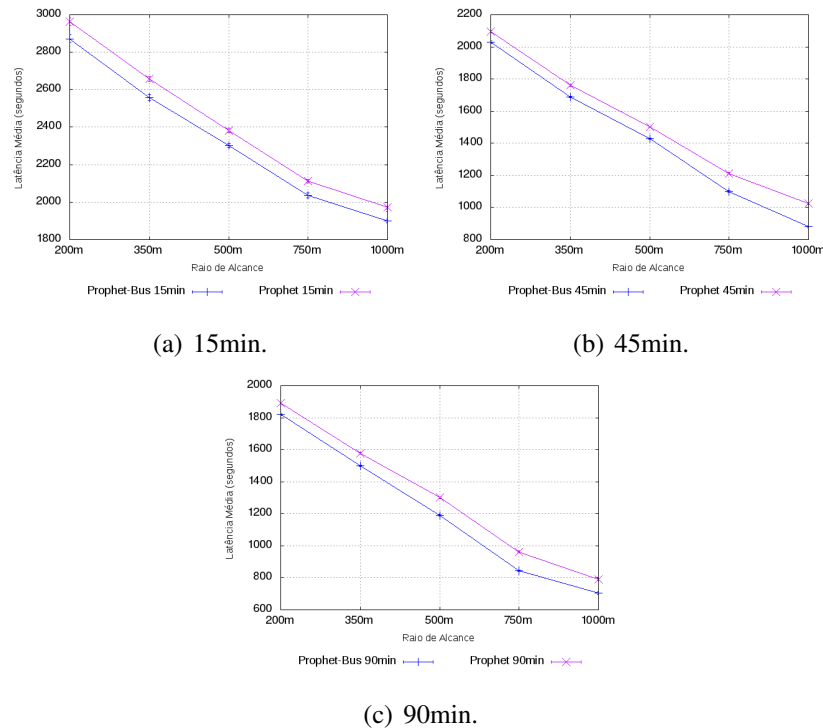 3000
2800
2600
2400
2200
2000
1800
Latência Média (segundos)
200m 350m 500m 750m 1000m
Raio de Alcance
Prophet-Bus 15min Prophet 15min
(a) 15min.
2200
2000
1800
1600
1400
1200
1000
800
Latência Média (segundos)
200m 350m 500m 750m 1000m
Raio de Alcance
Prophet-Bus 45min Prophet 45min
(b) 45min.
2000
1800
1600
1400
1200
1000
800
600
Latência Média (segundos)
200m 350m 500m 750m 1000m
Raio de Alcance
Prophet-Bus 90min Prophet 90min
(c) 90min.